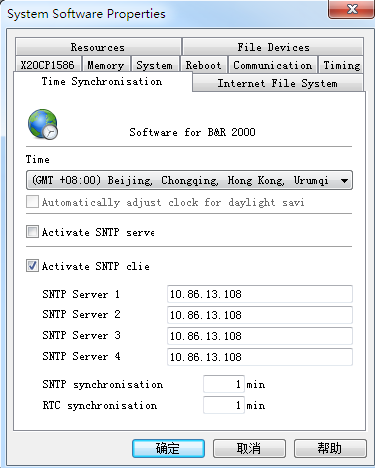 System Software Properties
Resources
File Devices
X20CP1586
Memory
System
Reboot
Communication
Timing
Time Synchronisation
Internet File System
Software for B&R 2000
Time
(GMT +08:00) Beijing, Chongqing, Hong Kong, Urumqi
Automatically adjust clock for daylight savi
Activate SNTP serve
Activate SNTP clie
SNTP Server 1 10.86.13.108
SNTP Server 2 10.86.13.108
SNTP Server 3 10.86.13.108
SNTP Server 4 10.86.13.108
SNTP synchronisation 1 min
RTC synchronisation 1 min
确定 取消 帮助